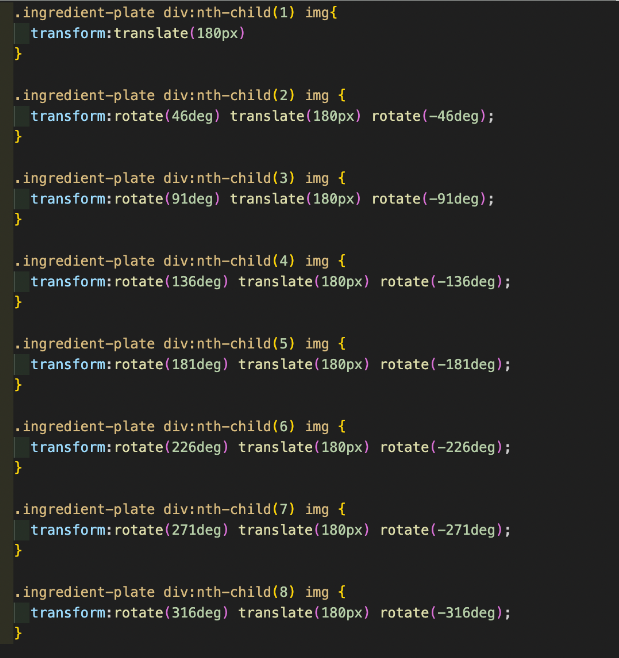 .ingredient-plate div:nth-child(1) img{
transform:translate(180px)
}
.ingredient-plate div:nth-child(2) img {
transform:rotate(46deg) translate(180px) rotate(-46deg);
}
.ingredient-plate div:nth-child(3) img {
transform:rotate(91deg) translate(180px) rotate(-91deg);
}
.ingredient-plate div:nth-child(4) img {
transform:rotate(136deg) translate(180px) rotate(-136deg);
}
.ingredient-plate div:nth-child(5) img {
transform:rotate(181deg) translate(180px) rotate(-181deg);
}
.ingredient-plate div:nth-child(6) img {
transform:rotate(226deg) translate(180px) rotate(-226deg);
}
.ingredient-plate div:nth-child(7) img {
transform:rotate(271deg) translate(180px) rotate(-271deg);
}
.ingredient-plate div:nth-child(8) img {
transform:rotate(316deg) translate(180px) rotate(-316deg);
}